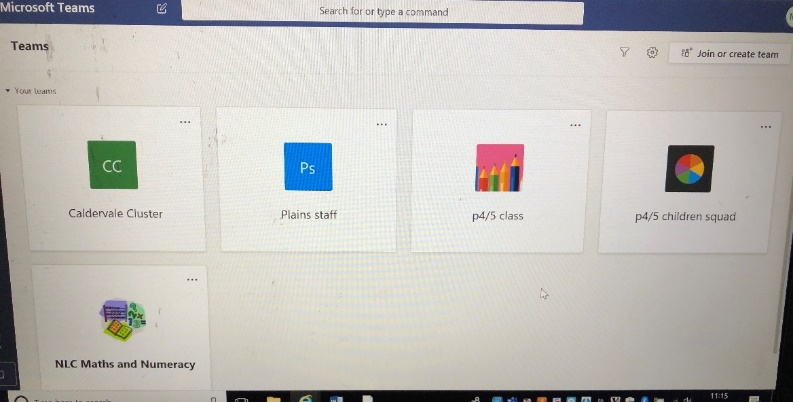 Microsoft Teams
Search for or type a command
Teams
Join or create team
Your teams
CC
Caldervale Cluster
Ps
Plains staff
p4/5 class
p4/5 children squad
NLC Maths and Numeracy
11:15